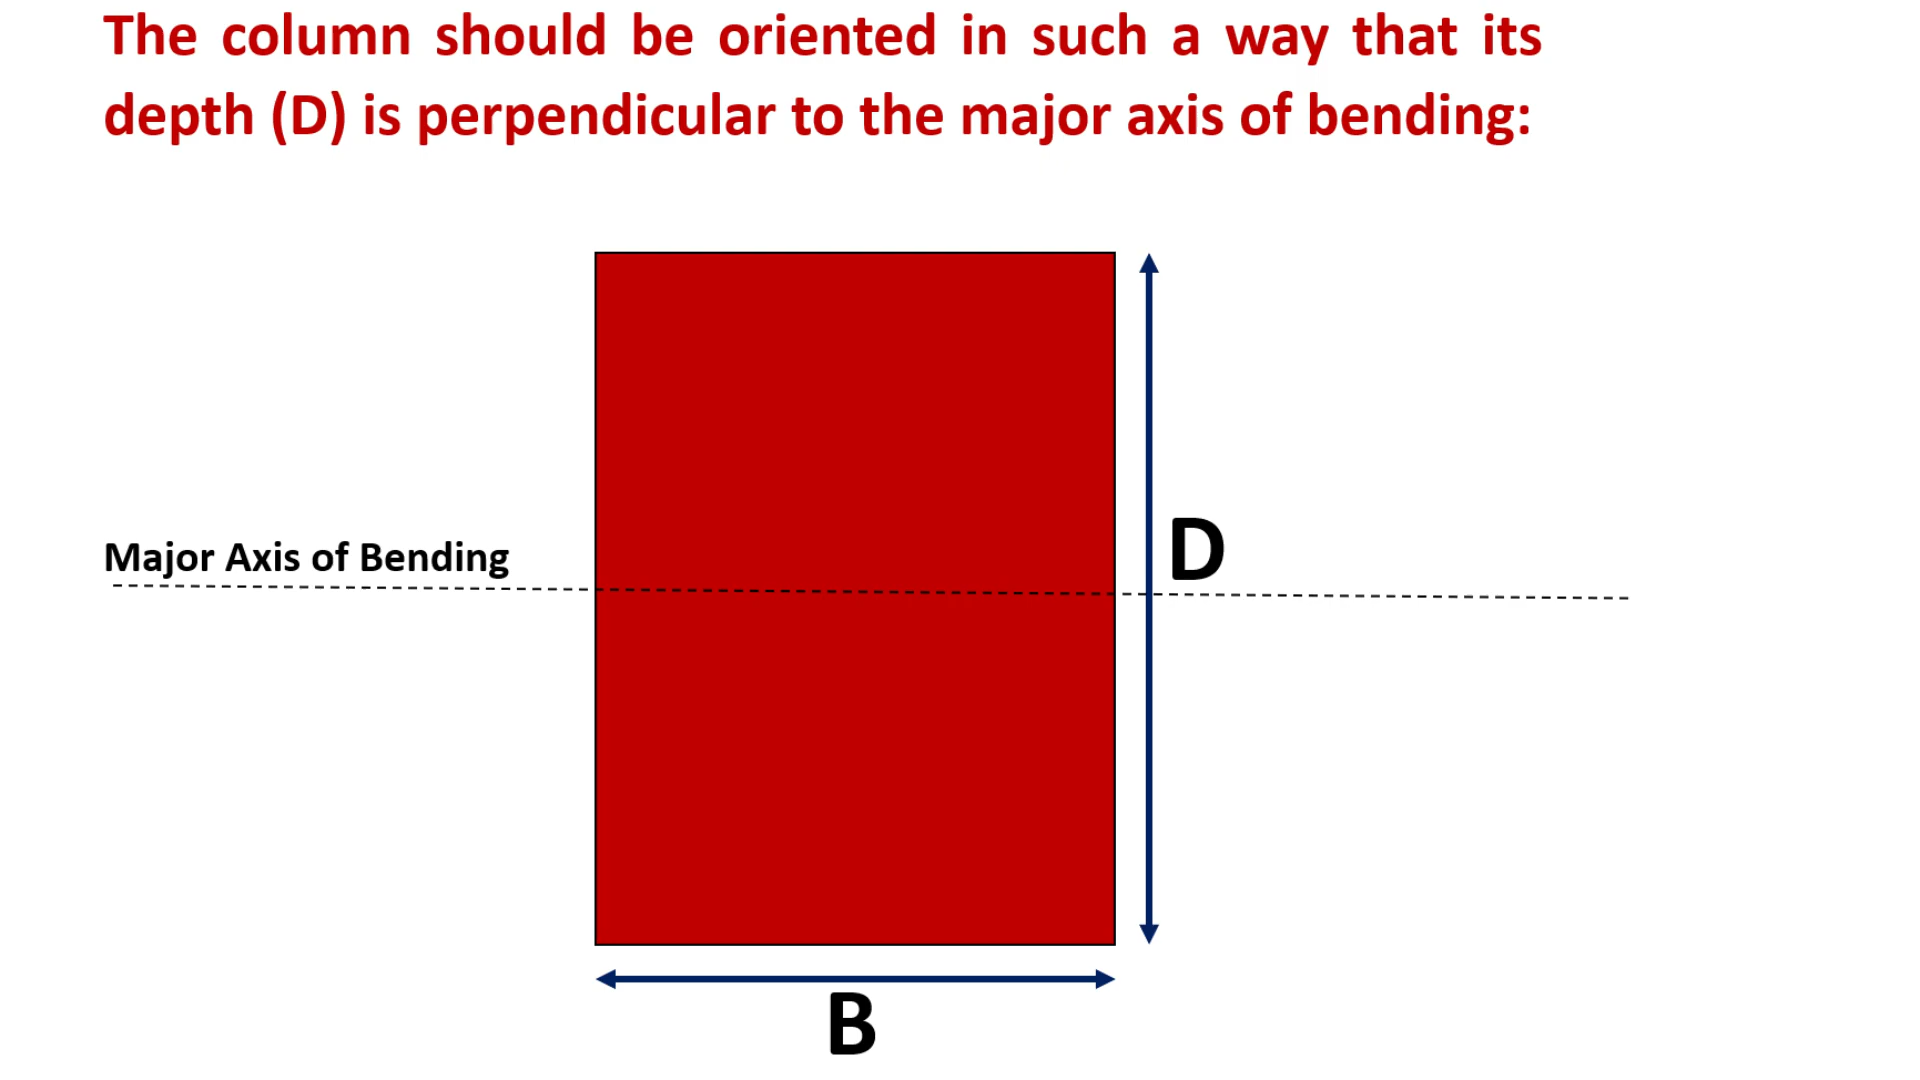 The column should be oriented in such a way that its
depth (D) is perpendicular to the major axis of bending:
Major Axis of Bending
D
B